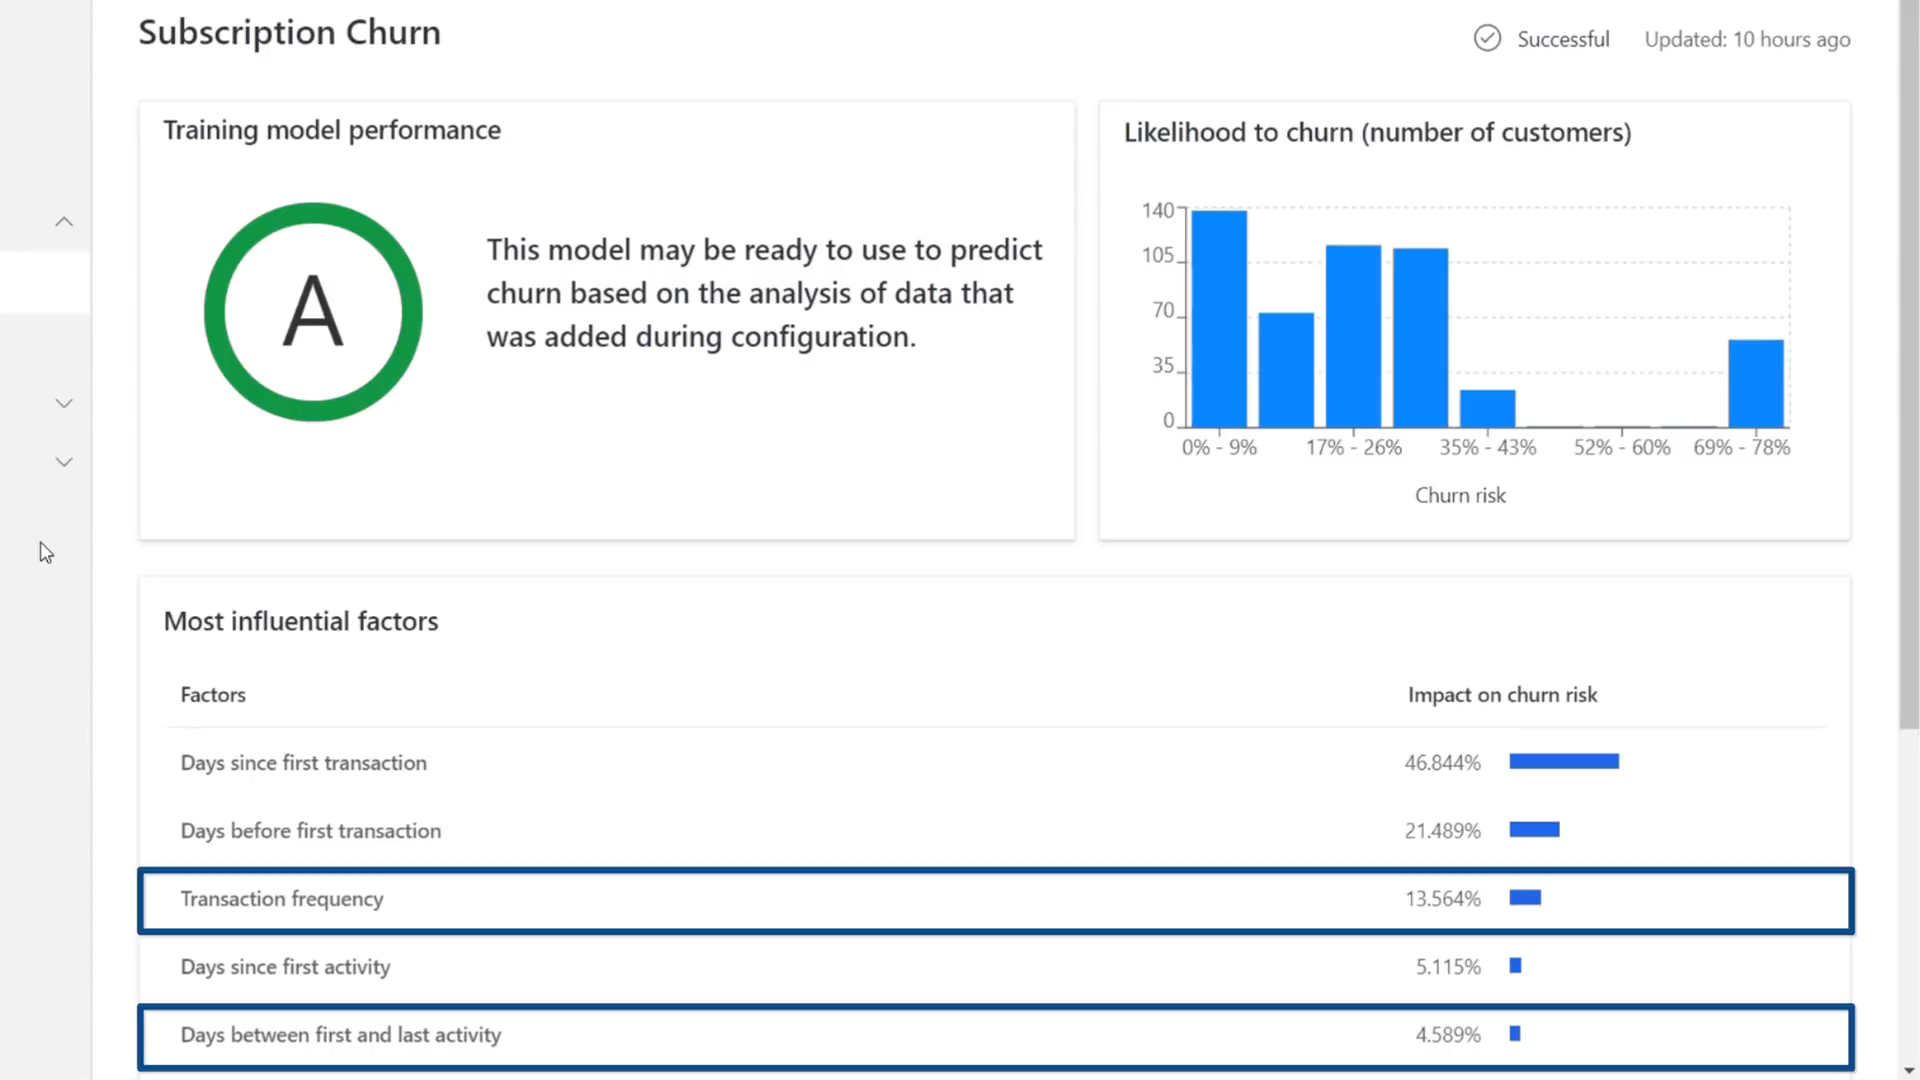 Subscription Churn
Successful
Updated: 10 hours ago
Training model performance
A
This model may be ready to use to predict
churn based on the analysis of data that
was added during configuration.
Likelihood to churn (number of customers)
140
105
70
35
0
0% - 9%
17% - 26%
35% - 43%
52% - 60%
69% - 78%
Churn risk
Most influential factors
Factors
Impact on churn risk
Days since first transaction
46.844%
Days before first transaction
21.489%
Transaction frequency
13.564%
Days since first activity
5.115%
Days between first and last activity
4.589%